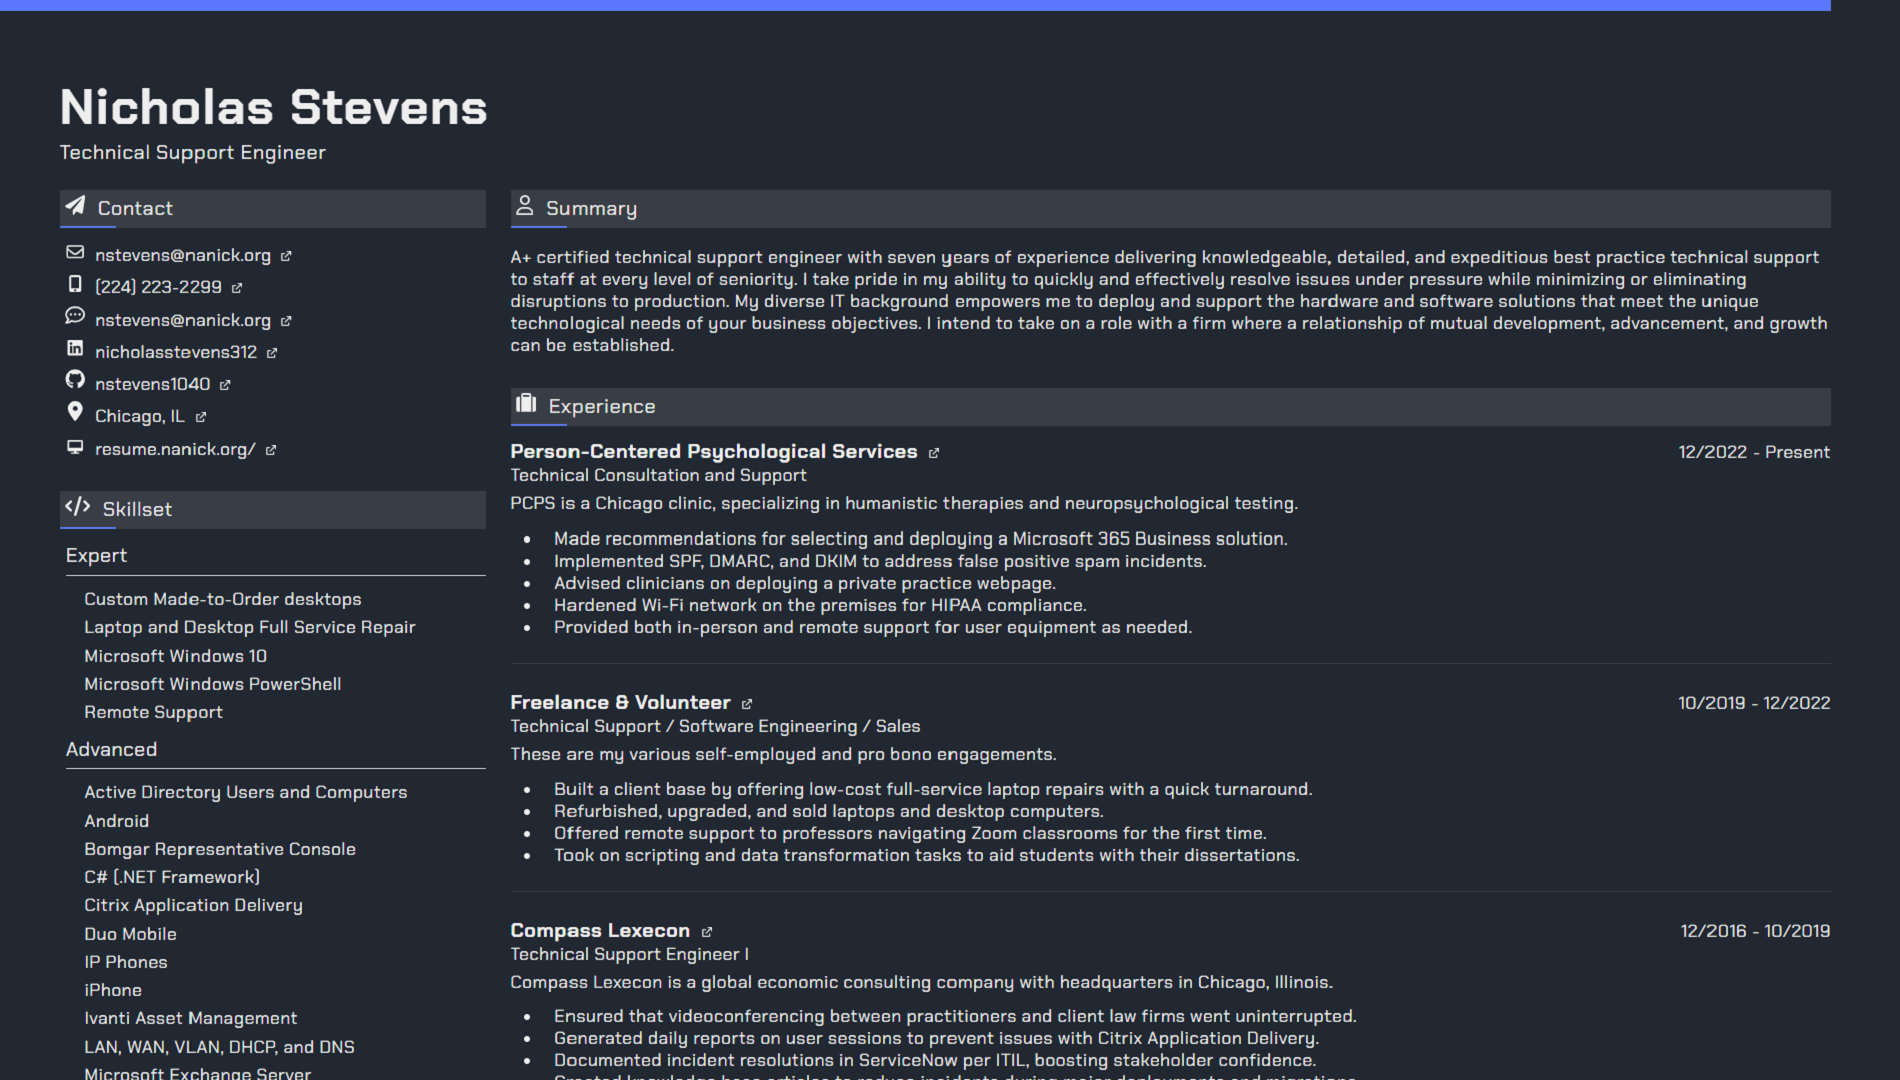 Nicholas Stevens
Technical Support Engineer
Contact
nstevens@nanick.org
(224) 223-2299
nstevens@nanick.org
nicholasstevens312
nstevens1040
Chicago, IL
resume.nanick.org/
Skillset
Expert
Custom Made-to-Order desktops
Laptop and Desktop Full Service Repair
Microsoft Windows 10
Microsoft Windows PowerShell
Remote Support
Advanced
Active Directory Users and Computers
Android
Bomgar Representative Console
C# (.NET Framework)
Citrix Application Delivery
Duo Mobile
IP Phones
iPhone
Ivanti Asset Management
LAN, WAN, VLAN, DHCP, and DNS
Microsoft Exchange Server
Summary
A+ certified technical support engineer with seven years of experience delivering knowledgeable, detailed, and expeditious best practice technical support
to staff at every level of seniority. I take pride in my ability to quickly and effectively resolve issues under pressure while minimizing or eliminating
disruptions to production. My diverse IT background empowers me to deploy and support the hardware and software solutions that meet the unique
technological needs of your business objectives. I intend to take on a role with a firm where a relationship of mutual development, advancement, and growth
can be established.
Experience
Person-Centered Psychological Services 12/2022 - Present
Technical Consultation and Support
PCPS is a Chicago clinic, specializing in humanistic therapies and neuropsychological testing.
• Made recommendations for selecting and deploying a Microsoft 365 Business solution.
• Implemented SPF, DMARC, and DKIM to address false positive spam incidents.
• Advised clinicians on deploying a private practice webpage.
• Hardened Wi-Fi network on the premises for HIPAA compliance.
• Provided both in-person and remote support for user equipment as needed.
Freelance & Volunteer 10/2019 - 12/2022
Technical Support / Software Engineering / Sales
These are my various self-employed and pro bono engagements.
• Built a client base by offering low-cost full-service laptop repairs with a quick turnaround.
• Refurbished, upgraded, and sold laptops and desktop computers.
• Offered remote support to professors navigating Zoom classrooms for the first time.
• Took on scripting and data transformation tasks to aid students with their dissertations.
Compass Lexecon 12/2016 - 10/2019
Technical Support Engineer I
Compass Lexecon is a global economic consulting company with headquarters in Chicago, Illinois.
• Ensured that videoconferencing between practitioners and client law firms went uninterrupted.
• Generated daily reports on user sessions to prevent issues with Citrix Application Delivery.
• Documented incident resolutions in ServiceNow per ITIL, boosting stakeholder confidence.